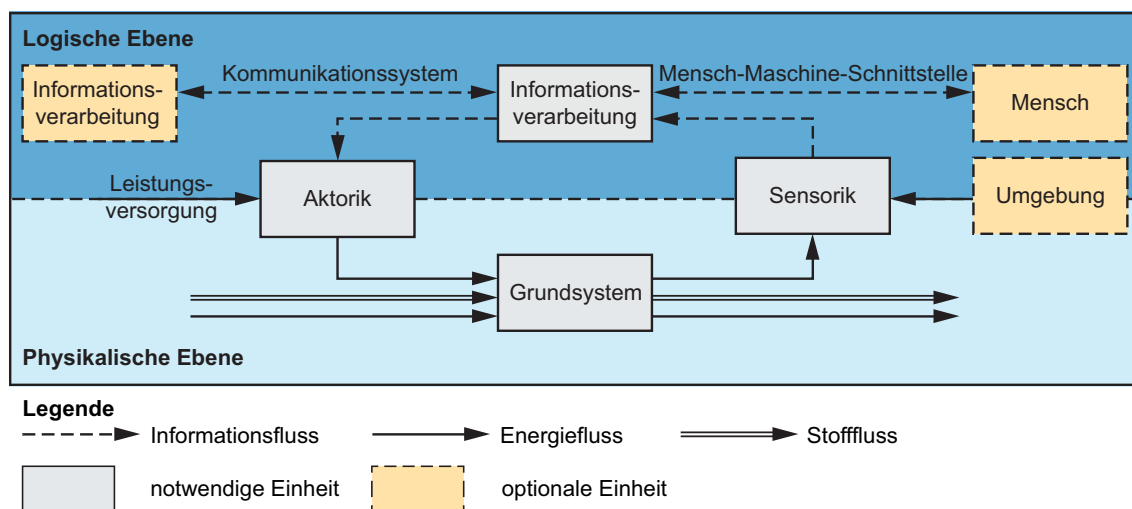 Logische Ebene
Kommunikationssystem
Mensch-Maschine-Schnittstelle
Informations-
verarbeitung
Informations-
verarbeitung
Mensch
Leistungs-
versorgung
Aktorik
Sensorik
Umgebung
Grundsystem
Physikalische Ebene
Legende
Informationsfluss
Energiefluss
Stofffluss
notwendige Einheit
optionale Einheit